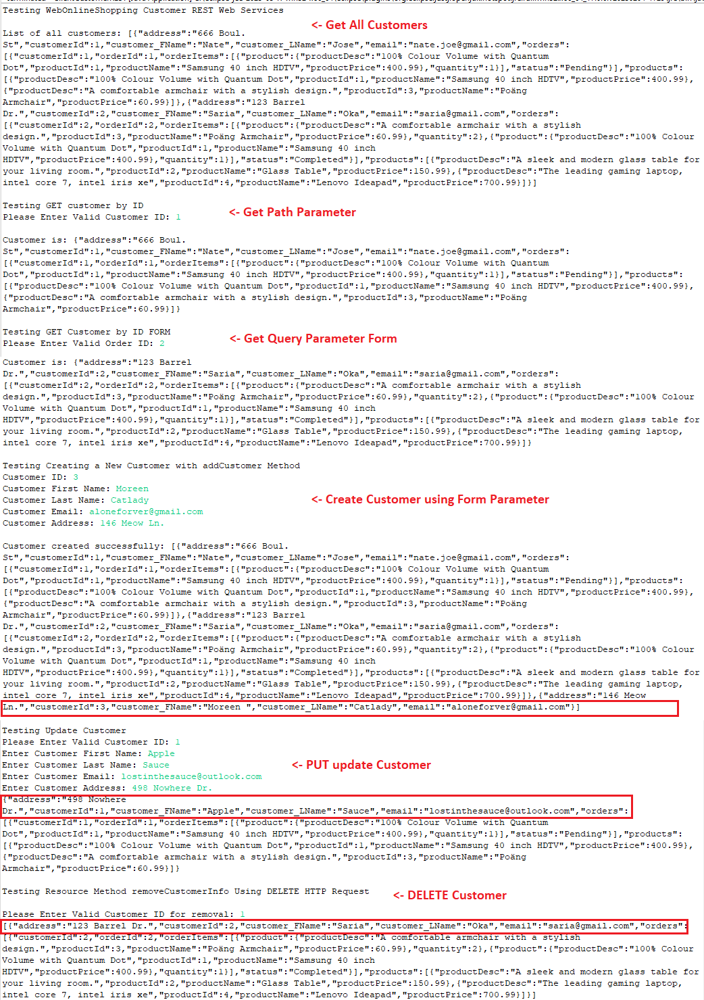 Testing WebOnlineShopping Customer REST Web Services
<- Get All Customers
List of all customers: [{"address":"666 Boul.
St","customerId":1,"customer_FName":"Nate","customer_LName":"Jose","email":"nate.joe@gmail.com","orders":
[{"customerId":1,"orderId":1,"orderItems":[{"product":{"productDesc":"100% Colour Volume with Quantum
Dot","productId":1,"productName":"Samsung 40 inch HDTV","productPrice":400.99},"quantity":1}],"status":"Pending"}],"products":
[{"productDesc":"100% Colour Volume with Quantum Dot","productId":1,"productName":"Samsung 40 inch HDTV","productPrice":400.99},
{"productDesc":"A comfortable armchair with a stylish design.","productId":3,"productName":"Poäng
Armchair","productPrice":60.99}]},{"address":"123 Barrel
Dr.","customerId":2,"customer_FName":"Saria","customer_LName":"Oka","email":"saria@gmail.com","orders":
[{"customerId":2,"orderId":2,"orderItems":[{"product":{"productDesc":"A comfortable armchair with a stylish
design.","productId":3,"productName":"Poäng Armchair","productPrice":60.99},"quantity":2},{"product":{"productDesc":"100% Colour
Volume with Quantum Dot","productId":1,"productName":"Samsung 40 inch
HDTV","productPrice":400.99},"quantity":1}],"status":"Completed"}],"products":[{"productDesc":"A sleek and modern glass table for
your living room.","productId":2,"productName":"Glass Table","productPrice":150.99},{"productDesc":"The leading gaming laptop,
intel core 7, intel iris xe","productId":4,"productName":"Lenovo Ideapad","productPrice":700.99}]}]
Testing GET customer by ID
Please Enter Valid Customer ID: 1
<- Get Path Parameter
Customer is: {"address":"666 Boul.
St","customerId":1,"customer_FName":"Nate","customer_LName":"Jose","email":"nate.joe@gmail.com","orders":
[{"customerId":1,"orderId":1,"orderItems":[{"product":{"productDesc":"100% Colour Volume with Quantum
Dot","productId":1,"productName":"Samsung 40 inch HDTV","productPrice":400.99},"quantity":1}],"status":"Pending"}],"products":
[{"productDesc":"100% Colour Volume with Quantum Dot","productId":1,"productName":"Samsung 40 inch HDTV","productPrice":400.99},
{"productDesc":"A comfortable armchair with a stylish design.","productId":3,"productName":"Poäng
Armchair","productPrice":60.99}]}
Testing GET Customer by ID FORM
Please Enter Valid Order ID: 2
<- Get Query Parameter Form
Customer is: {"address":"123 Barrel
Dr.","customerId":2,"customer_FName":"Saria","customer_LName":"Oka","email":"saria@gmail.com","orders":
[{"customerId":2,"orderId":2,"orderItems":[{"product":{"productDesc":"A comfortable armchair with a stylish
design.","productId":3,"productName":"Poäng Armchair","productPrice":60.99},"quantity":2},{"product":{"productDesc":"100% Colour
Volume with Quantum Dot","productId":1,"productName":"Samsung 40 inch
HDTV","productPrice":400.99},"quantity":1}],"status":"Completed"}],"products":[{"productDesc":"A sleek and modern glass table for
your living room.","productId":2,"productName":"Glass Table","productPrice":150.99},{"productDesc":"The leading gaming laptop,
intel core 7, intel iris xe","productId":4,"productName":"Lenovo Ideapad","productPrice":700.99}]}
Testing Creating a New Customer with addCustomer Method
Customer ID: 3
Customer First Name: Moreen
Customer Last Name: Catlady
<- Create Customer using Form Parameter
Customer Email: aloneforver@gmail.com
Customer Address: 146 Meow Ln.
Customer created successfully: [{"address":"666 Boul.
St","customerId":1,"customer_FName":"Nate","customer_LName":"Jose","email":"nate.joe@gmail.com","orders":
[{"customerId":1,"orderId":1,"orderItems":[{"product":{"productDesc":"100% Colour Volume with Quantum
Dot","productId":1,"productName":"Samsung 40 inch HDTV","productPrice":400.99},"quantity":1}],"status":"Pending"}],"products":
[{"productDesc":"100% Colour Volume with Quantum Dot","productId":1,"productName":"Samsung 40 inch HDTV","productPrice":400.99},
{"productDesc":"A comfortable armchair with a stylish design.","productId":3,"productName":"Poäng
Armchair","productPrice":60.99}]},{"address":"123 Barrel
Dr.","customerId":2,"customer_FName":"Saria","customer_LName":"Oka","email":"saria@gmail.com","orders":
[{"customerId":2,"orderId":2,"orderItems":[{"product":{"productDesc":"A comfortable armchair with a stylish
design.","productId":3,"productName":"Poäng Armchair","productPrice":60.99},"quantity":2},{"product":{"productDesc":"100% Colour
Volume with Quantum Dot","productId":1,"productName":"Samsung 40 inch
HDTV","productPrice":400.99},"quantity":1}],"status":"Completed"}],"products":[{"productDesc":"A sleek and modern glass table for
your living room.","productId":2,"productName":"Glass Table","productPrice":150.99},{"productDesc":"The leading gaming laptop,
intel core 7, intel iris xe","productId":4,"productName":"Lenovo Ideapad","productPrice":700.99}]},{"address":"146 Meow
Ln.","customerId":3,"customer_FName":"Moreen ","customer_LName":"Catlady","email":"aloneforver@gmail.com"}]
Testing Update Customer
Please Enter Valid Customer ID: 1
Enter Customer First Name: Apple
Enter Customer Last Name: Sauce
<- PUT update Customer
Enter Customer Email: lostinthesauce@outlook.com
Enter Customer Address: 498 Nowhere Dr.
{"address":"498 Nowhere
Dr.","customerId":1,"customer_FName":"Apple","customer_LName":"Sauce","email":"lostinthesauce@outlook.com","orders":
[{"customerId":1,"orderId":1,"orderItems":[{"product":{"productDesc":"100% Colour Volume with Quantum
Dot","productId":1,"productName":"Samsung 40 inch HDTV","productPrice":400.99},"quantity":1}],"status":"Pending"}],"products":
[{"productDesc":"100% Colour Volume with Quantum Dot","productId":1,"productName":"Samsung 40 inch HDTV","productPrice":400.99},
{"productDesc":"A comfortable armchair with a stylish design.","productId":3,"productName":"Poäng
Armchair","productPrice":60.99}]}
Testing Resource Method removeCustomerInfo Using DELETE HTTP Request
<- DELETE Customer
Please Enter Valid Customer ID for removal: 1
[{"address":"123 Barrel Dr.","customerId":2,"customer_FName":"Saria","customer_LName":"Oka","email":"saria@gmail.com","orders":
[{"customerId":2,"orderId":2,"orderItems":[{"product":{"productDesc":"A comfortable armchair with a stylish
design.","productId":3,"productName":"Poäng Armchair","productPrice":60.99},"quantity":2},{"product":{"productDesc":"100% Colour
Volume with Quantum Dot","productId":1,"productName":"Samsung 40 inch
HDTV","productPrice":400.99},"quantity":1}],"status":"Completed"}],"products":[{"productDesc":"A sleek and modern glass table for
your living room.","productId":2,"productName":"Glass Table","productPrice":150.99},{"productDesc":"The leading gaming laptop,
intel core 7, intel iris xe","productId":4,"productName":"Lenovo Ideapad","productPrice":700.99}]}]